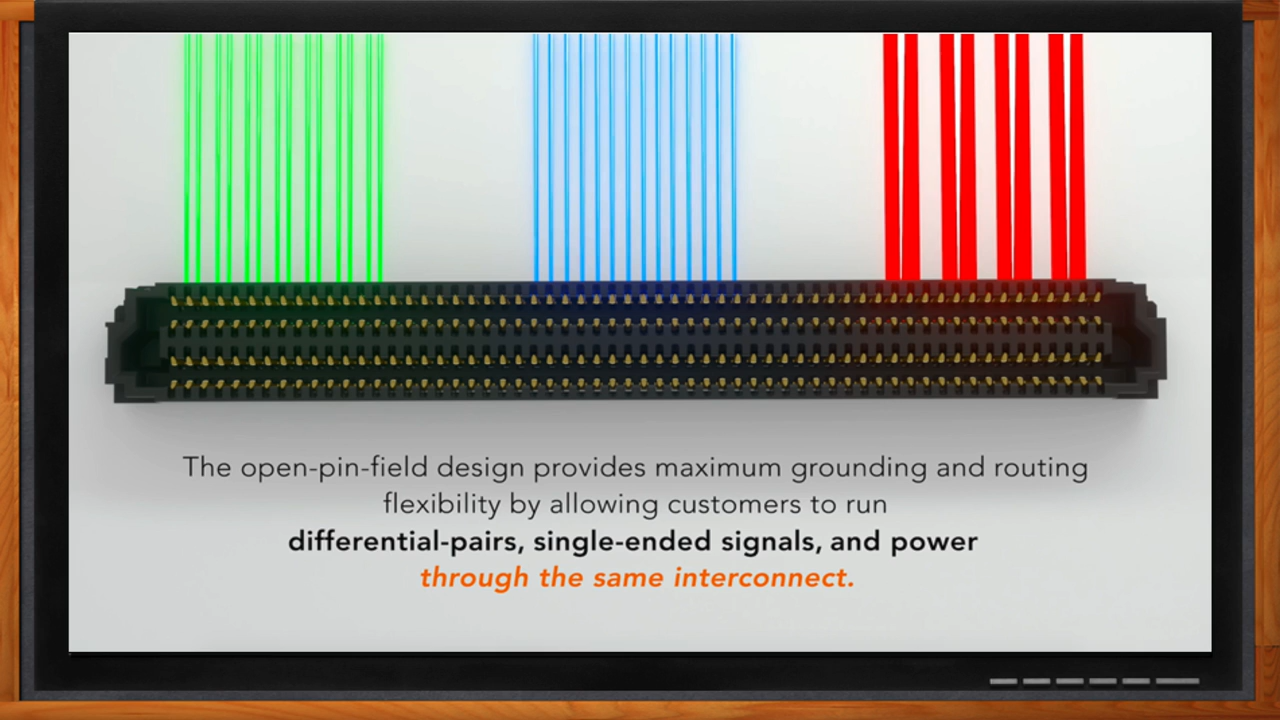 The open-pin-field design provides maximum grounding and routing
flexibility by allowing customers to run
differential-pairs, single-ended signals, and power
through the same interconnect.